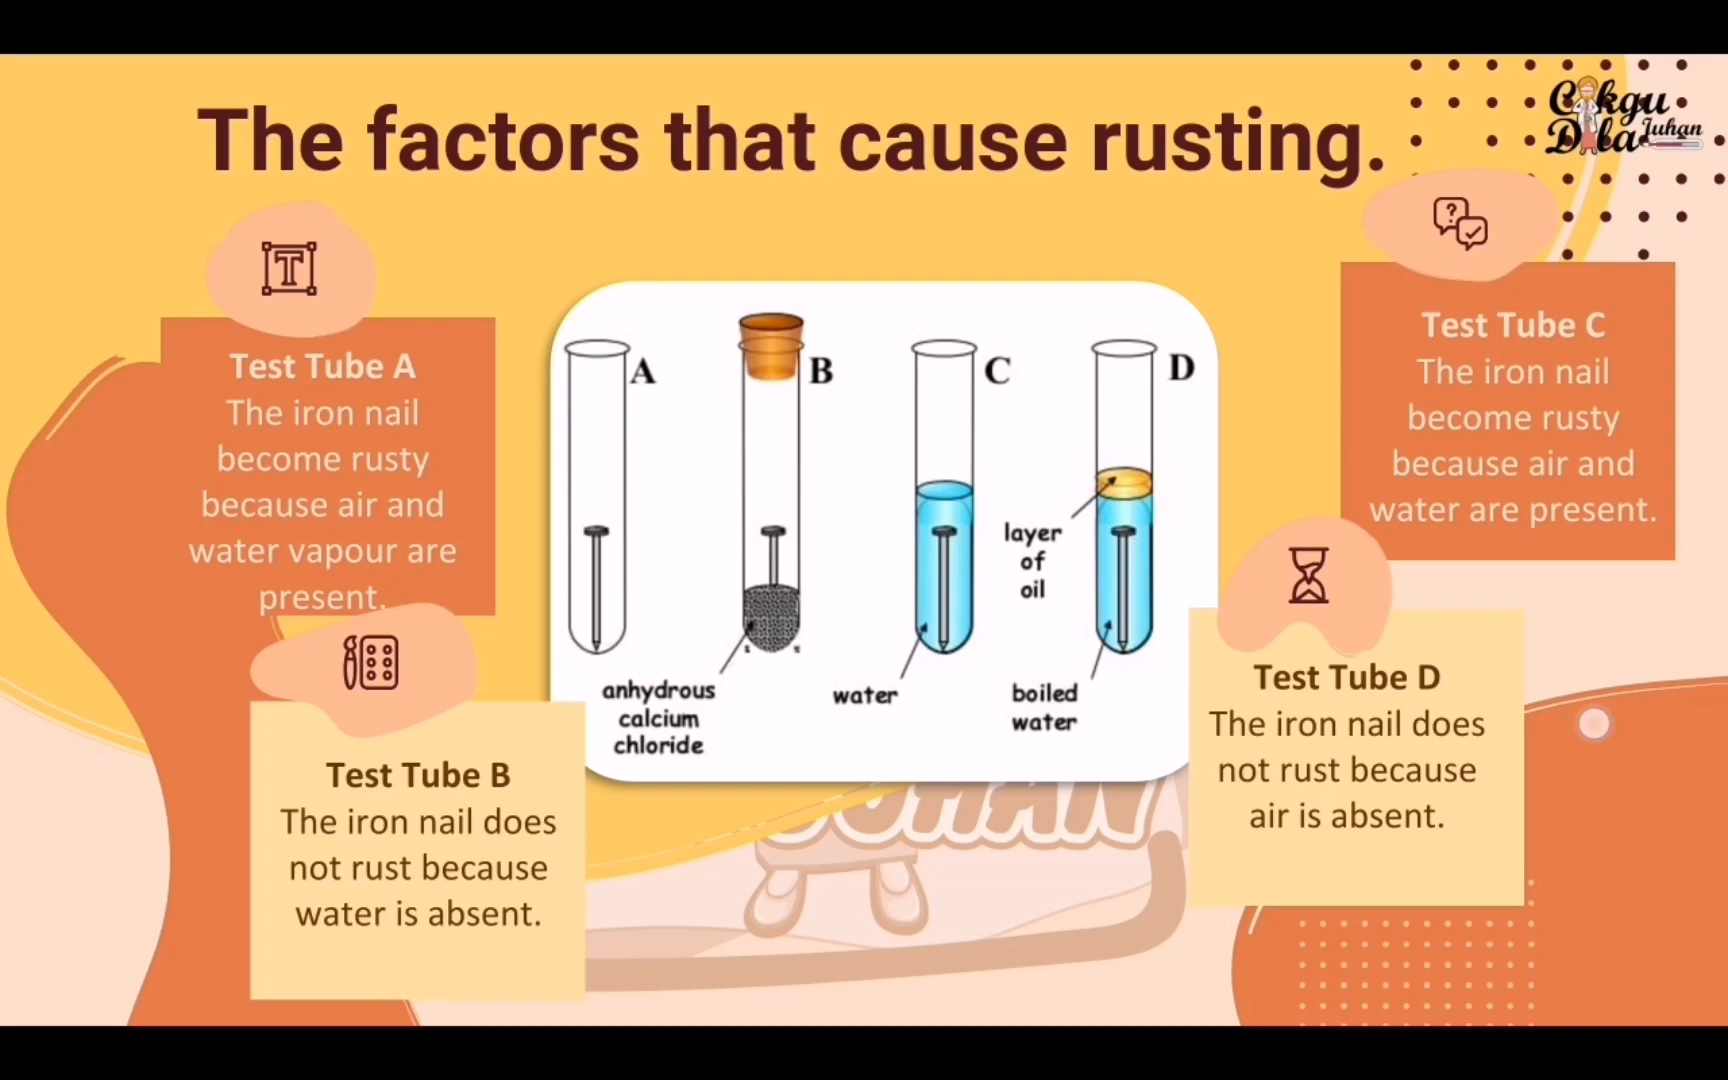 The factors that cause rusting.
Cikgu
Dila Juhan
Test Tube A
The iron nail
become rusty
because air and
water vapour are
present.
Test Tube B
The iron nail does
not rust because
water is absent.
A
B
C
D
layer
of
oil
anhydrous
calcium
chloride
water
boiled
water
Test Tube C
The iron nail
become rusty
because air and
water are present.
Test Tube D
The iron nail does
not rust because
air is absent.
JUHAN